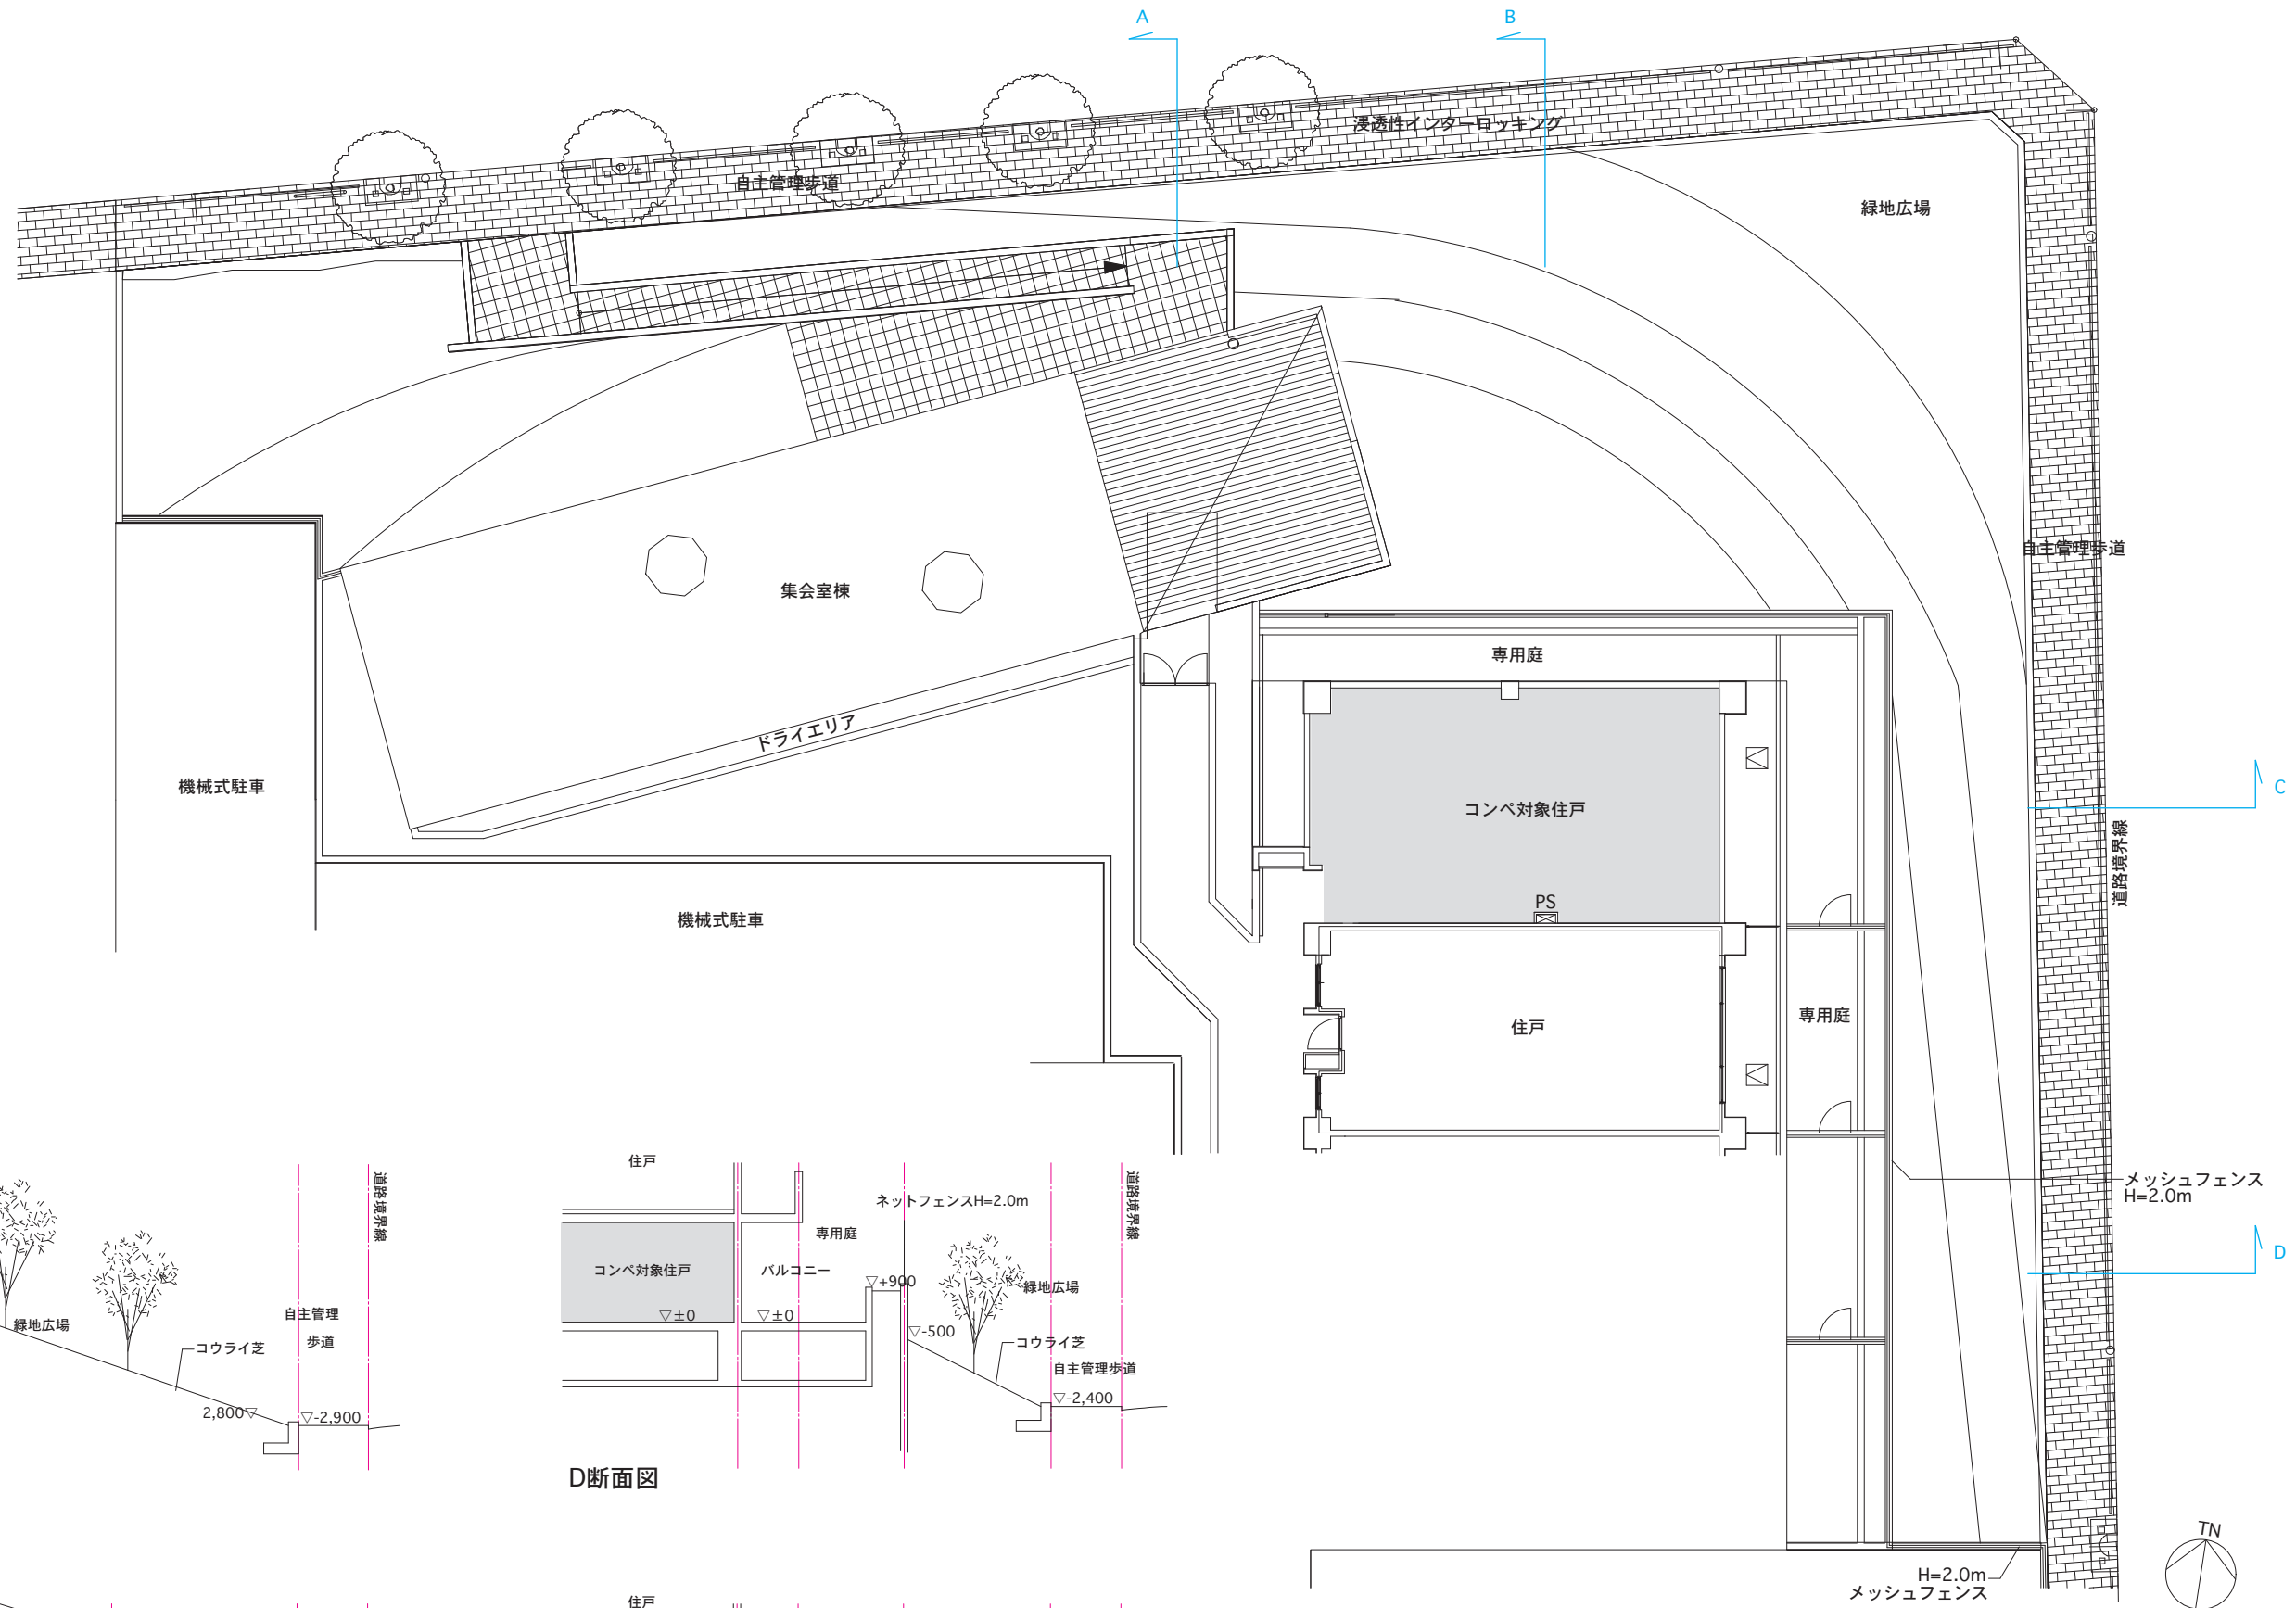 A
B
浸透性インターロッキング
自主管理歩道
緑地広場
自主管理歩道
集会室棟
専用庭
ドライエリア
機械式駐車
コンペ対象住戸
C
道路境界線
PS
機械式駐車
住戸
専用庭
メッシュフェンス
H=2.0m
D
住戸
道路境界線
ネットフェンスH=2.0m
道路境界線
専用庭
コンペ対象住戸
バルコニー
▽+900
緑地広場
自主管理
歩道
緑地広場
▽±0
▽±0
▽-500
コウライ芝
コウライ芝
自主管理歩道
▽-2,400
2,800▽
▽-2,900
D断面図
TN
H=2.0m
メッシュフェンス
住戸